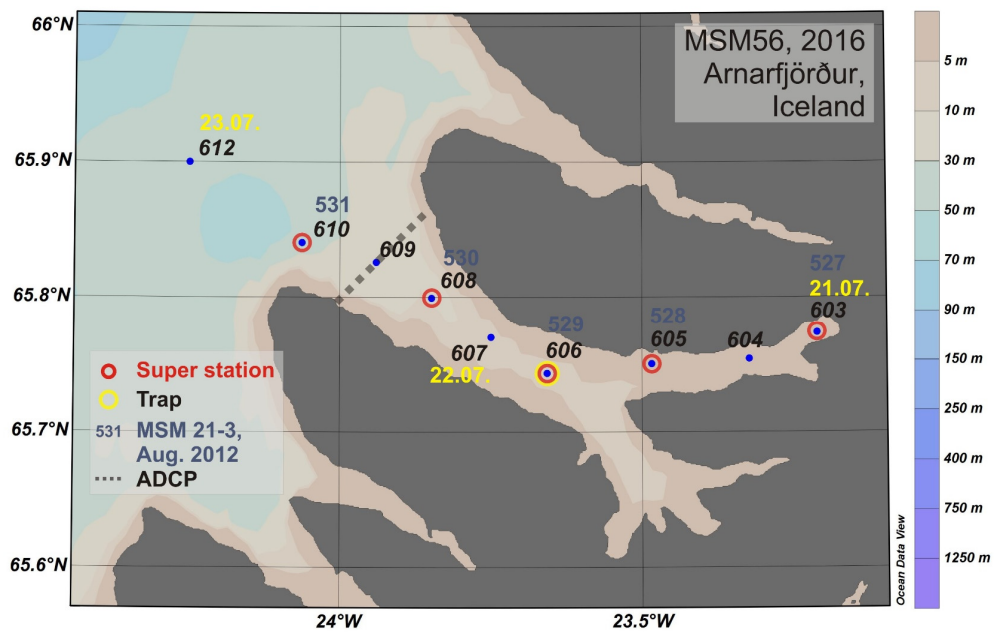 MSM56, 2016
Arnarfjörður,
Iceland
66°N
65.9°N
65.8°N
65.7°N
65.6°N
24°W
23.5°W
23.07.
612
531
610
609
530
608
607
22.07.
529
606
528
605
604
527
21.07.
603
Super station
Trap
531 MSM 21-3,
Aug. 2012
ADCP
5 m
10 m
30 m
50 m
70 m
90 m
150 m
250 m
400 m
750 m
1250 m
Ocean Data View